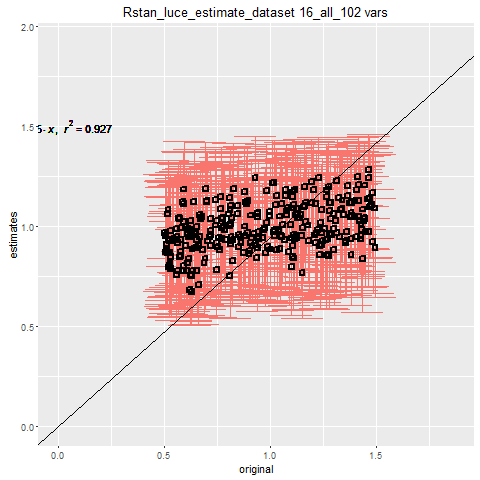 Rstan_luce_estimate_dataset 16_all_102 vars
2.0
1.5
5· x, r² = 0.927
1.0
0.5
0.0
estimates
0.0 0.5 1.0 1.5
original